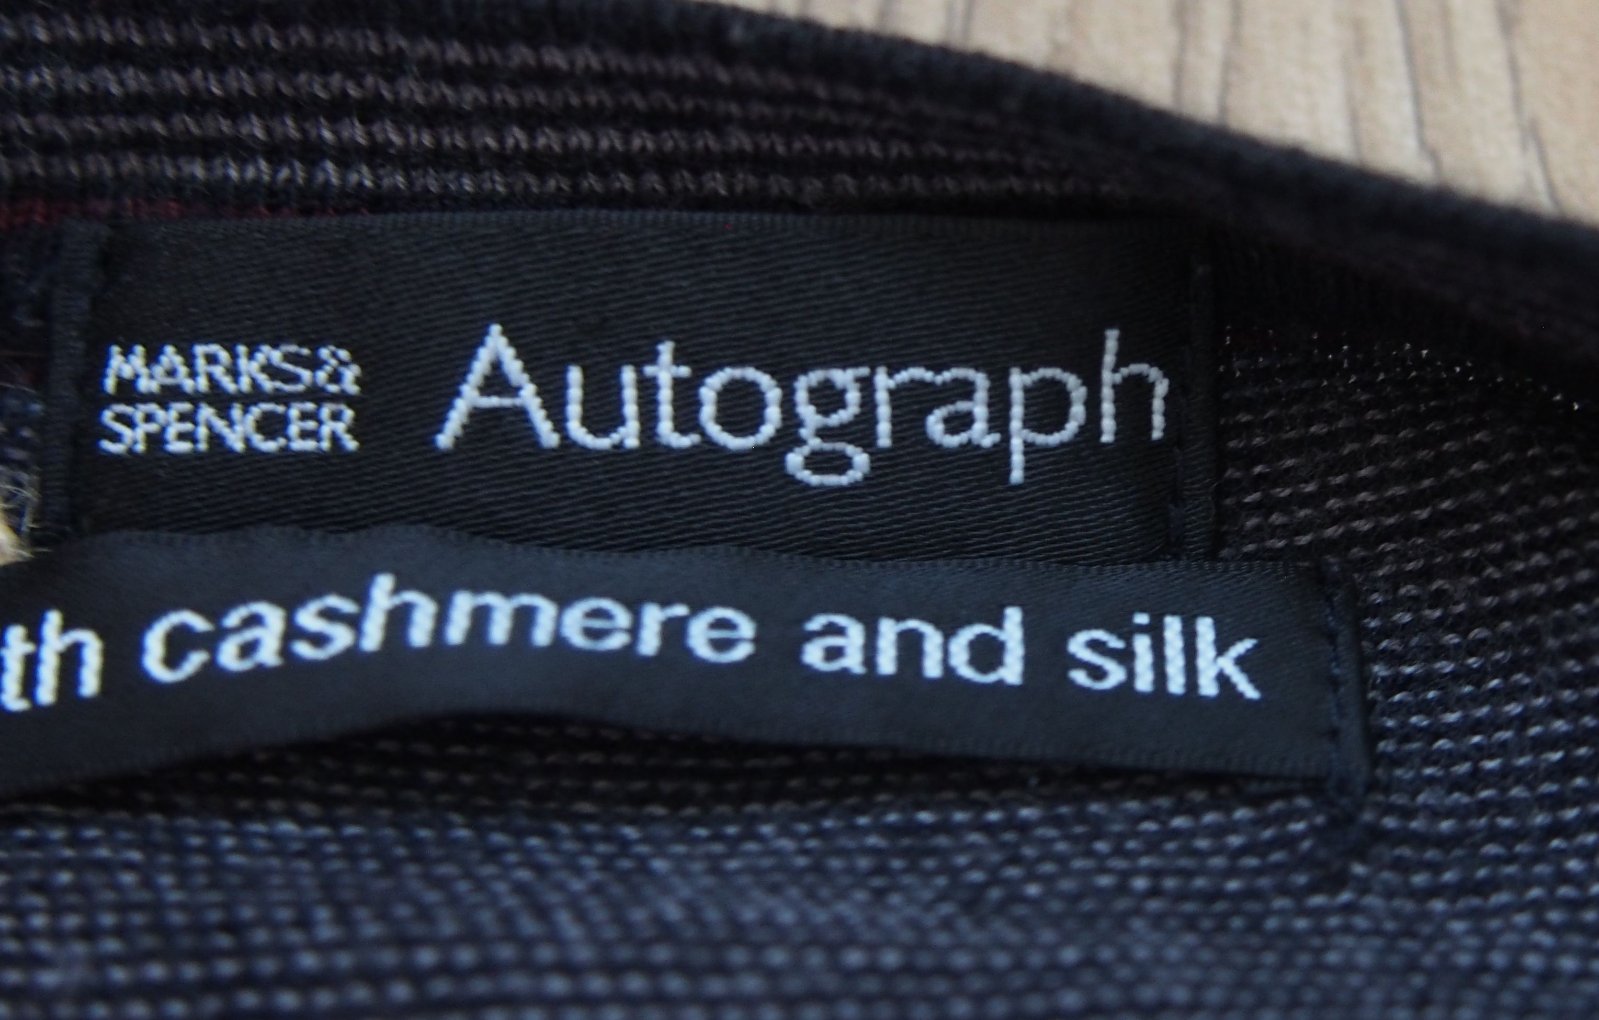 MARKS&
SPENCER
Autograph
th cashmere and silk